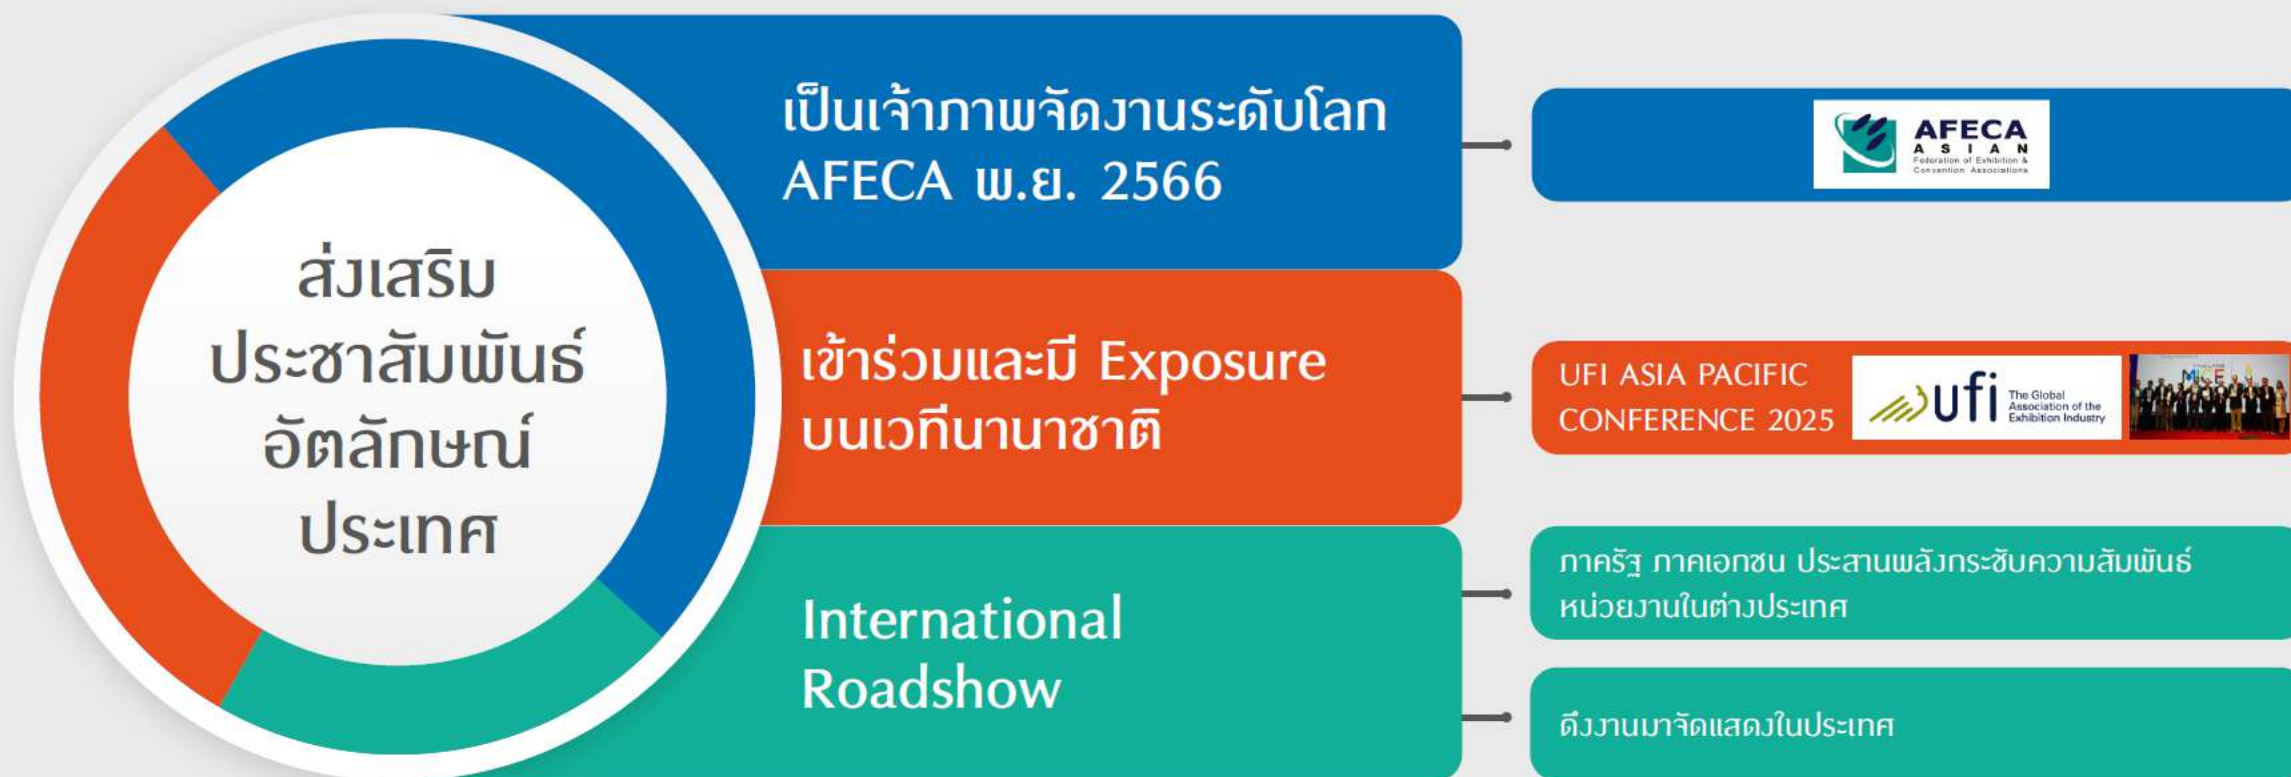 ส่งเสริม
ประชาสัมพันธ์
อัตลักษณ์
ประเทศ
เป็นเจ้าภาพจัดงานระดับโลก
AFECA พ.ย. 2566
AFECA
ASIAN
Federation of Exhibition &
Convention Associations
เข้าร่วมและมี Exposure
บนเวทีนานาชาติ
UFI ASIA PACIFIC
CONFERENCE 2025
ufi
The Global
Association of the
Exhibition Industry
MICE
International
Roadshow
ภาครัฐ ภาคเอกชน ประสานพลังกระชับความสัมพันธ์
หน่วยงานในต่างประเทศ
ดึงงานมาจัดแสดงในประเทศ